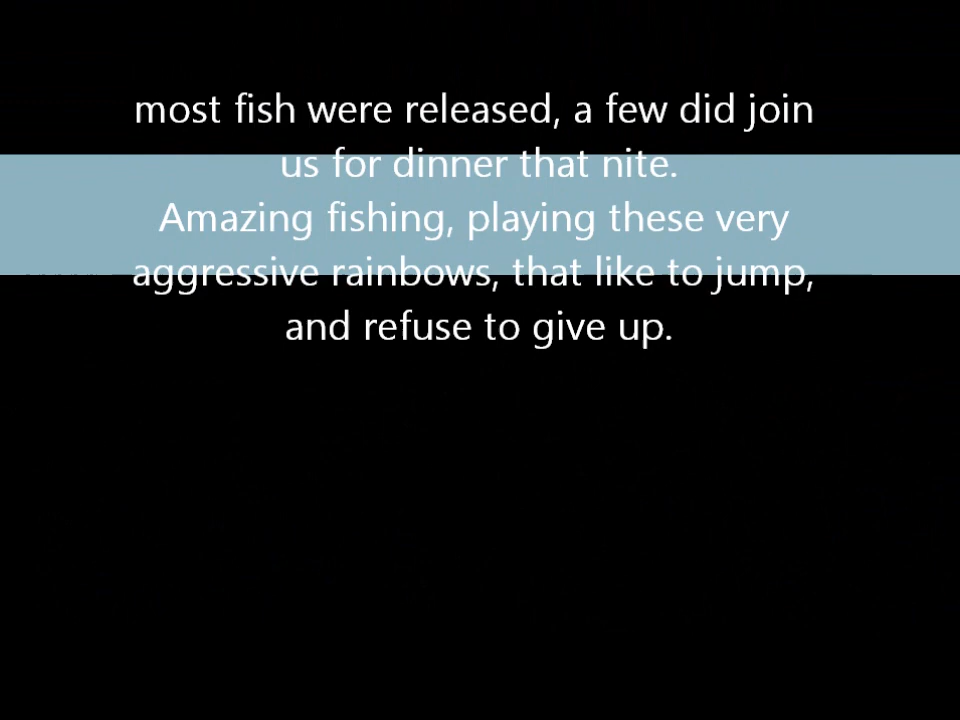 most fish were released, a few did join
us for dinner that nite.
Amazing fishing, playing these very
aggressive rainbows, that like to jump,
and refuse to give up.